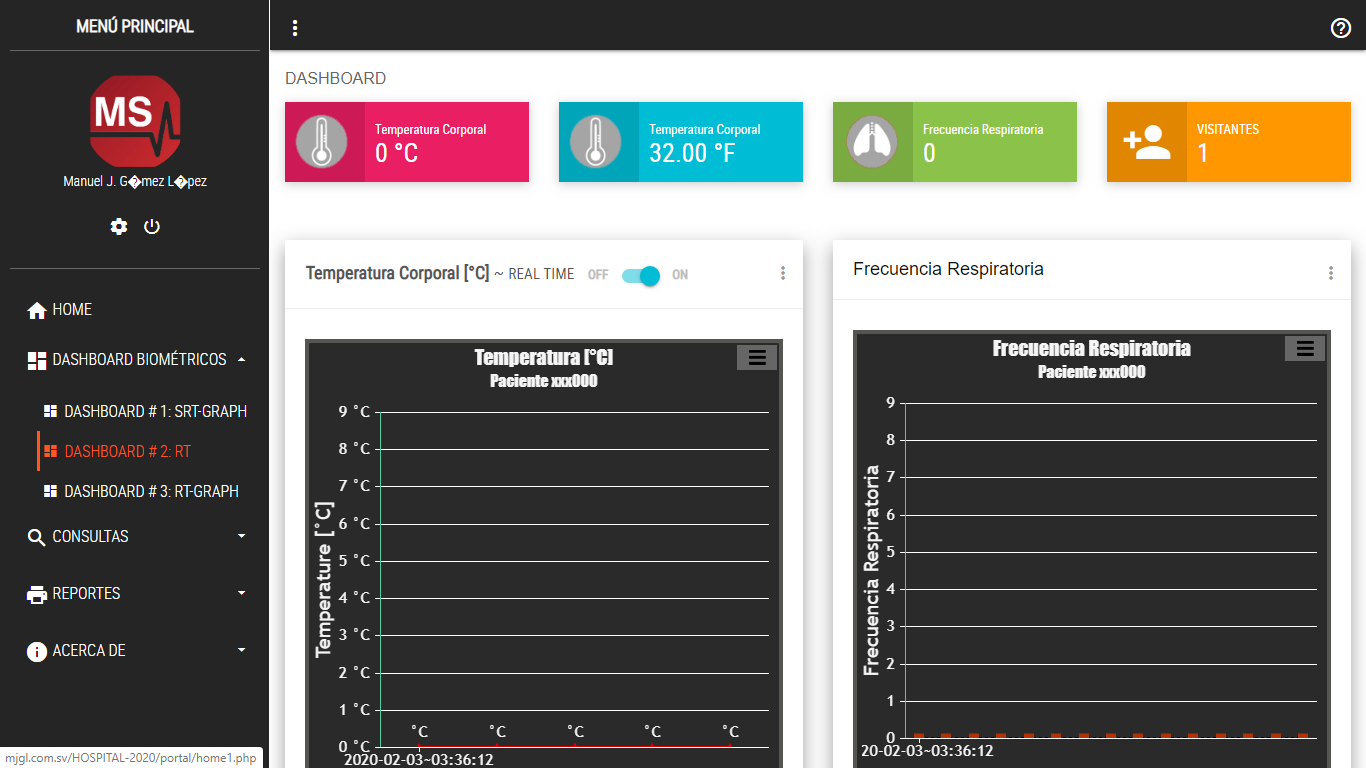 MENÚ PRINCIPAL
MS
Manuel J. G�mez L�pez
HOME
DASHBOARD BIOMÉTRICOS
DASHBOARD # 1: SRT-GRAPH
DASHBOARD # 2: RT
DASHBOARD # 3: RT-GRAPH
CONSULTAS
REPORTES
ACERCA DE
mjgl.com.sv/HOSPITAL-2020/portal/home1.php
DASHBOARD
Temperatura Corporal
0 °C
Temperatura Corporal
32.00 °F
Frecuencia Respiratoria
0
VISITANTES
1
Temperatura Corporal [°C] ~ REAL TIME OFF ON
Temperatura [°C]
Paciente xxx000
Temperature [°C]
9 °C
8 °C
7 °C
6 °C
5 °C
4 °C
3 °C
2 °C
1 °C
0 °C
°C °C °C °C °C
2020-02-03~03:36:12
Frecuencia Respiratoria
Frecuencia Respiratoria
Paciente xxx000
Frecuencia Respiratoria
9
8
7
6
5
4
3
2
1
0
20-02-03~03:36:12